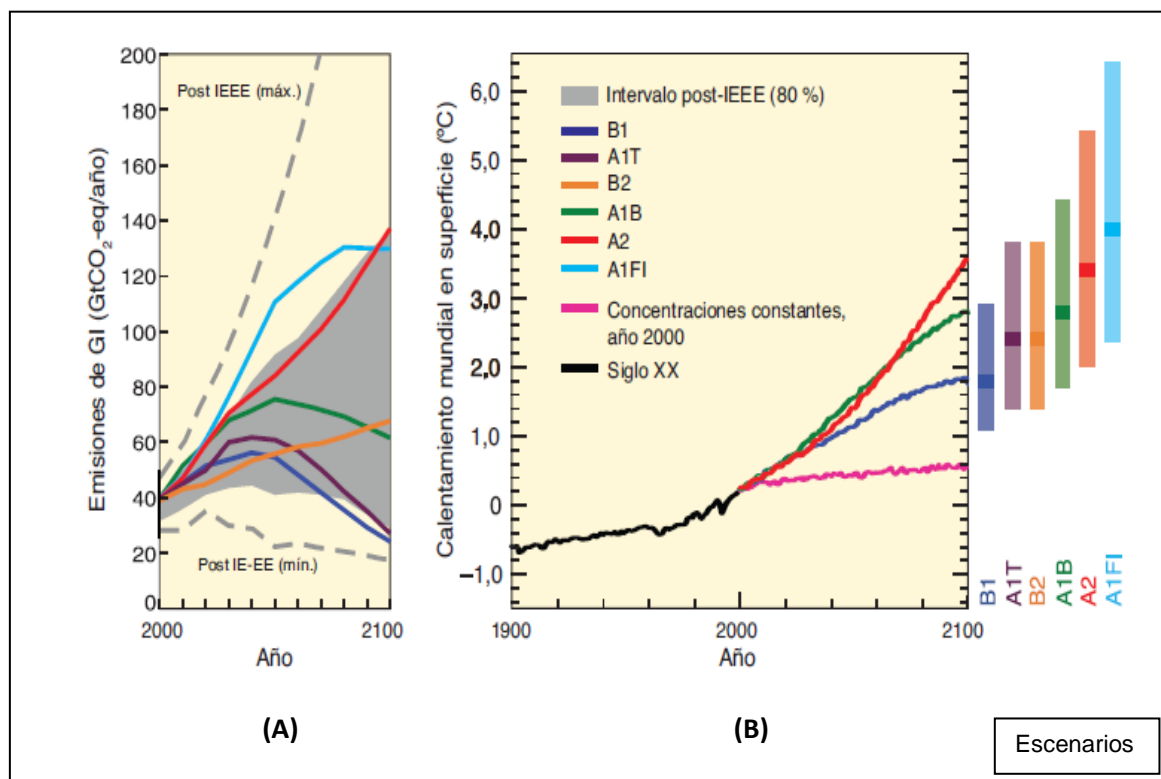 Emisiones de GI (GtCO2-eq/año)
200
180
160
140
120
100
80
60
40
20
0
Post IEEE (máx.)
Post IE-EE (mín.)
2000
2100
Año
(A)
Calentamiento mundial en superficie (ºC)
6,0
5,0
4,0
3,0
2,0
1,0
0
–1,0
Intervalo post-IEEE (80 %)
B1
A1T
B2
A1B
A2
A1FI
Concentraciones constantes,
año 2000
Siglo XX
1900
2000
2100
Año
(B)
B1
A1T
B2
A1B
A2
A1FI
Escenarios